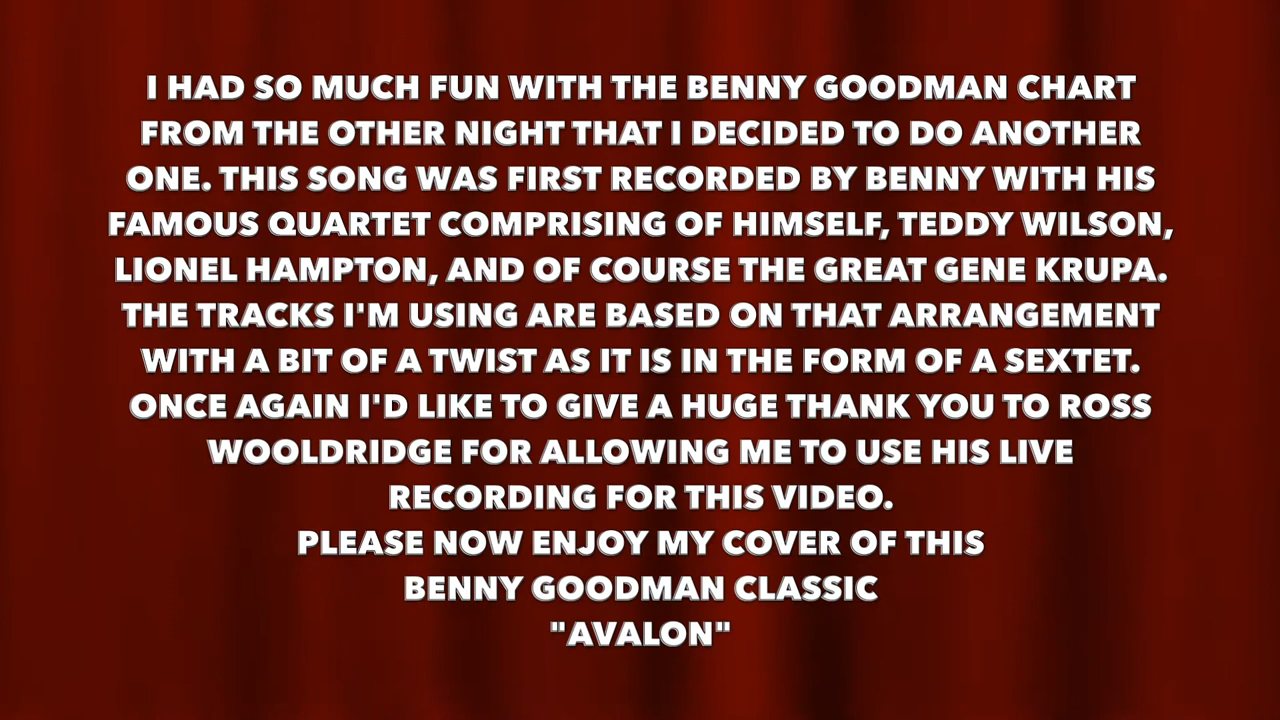 I HAD SO MUCH FUN WITH THE BENNY GOODMAN CHART
FROM THE OTHER NIGHT THAT I DECIDED TO DO ANOTHER
ONE. THIS SONG WAS FIRST RECORDED BY BENNY WITH HIS
FAMOUS QUARTET COMPRISING OF HIMSELF, TEDDY WILSON,
LIONEL HAMPTON, AND OF COURSE THE GREAT GENE KRUPA.
THE TRACKS I'M USING ARE BASED ON THAT ARRANGEMENT
WITH A BIT OF A TWIST AS IT IS IN THE FORM OF A SEXTET.
ONCE AGAIN I'D LIKE TO GIVE A HUGE THANK YOU TO ROSS
WOOLDRIDGE FOR ALLOWING ME TO USE HIS LIVE
RECORDING FOR THIS VIDEO.
PLEASE NOW ENJOY MY COVER OF THIS
BENNY GOODMAN CLASSIC
"AVALON"